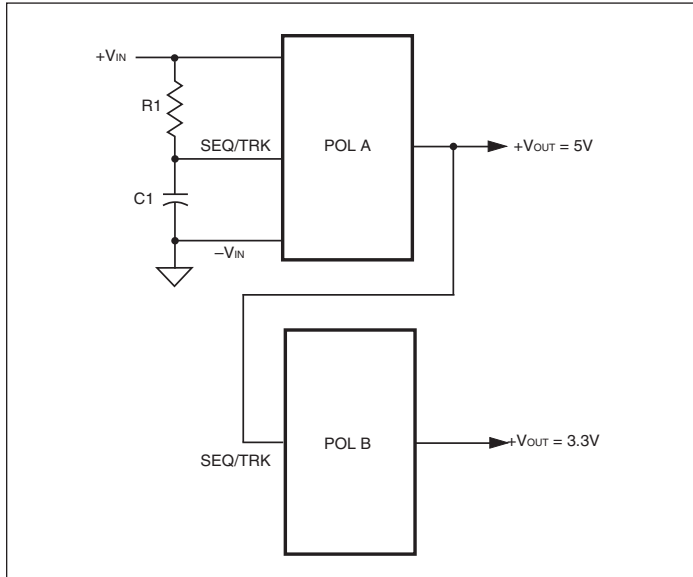 +VIN
R1
SEQ/TRK
POL A
+VOUT = 5V
C1
–VIN
POL B
+VOUT = 3.3V
SEQ/TRK